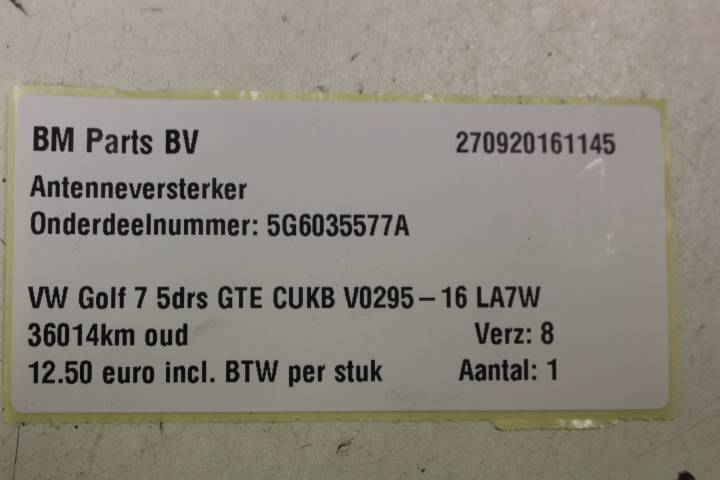 BM Parts BV 270920161145
Antenneversterker
Onderdeelnummer: 5G6035577A
VW Golf 7 5drs GTE CUKB V0295-16 LA7W
36014km oud Verz: 8
12.50 euro incl. BTW per stuk Aantal: 1